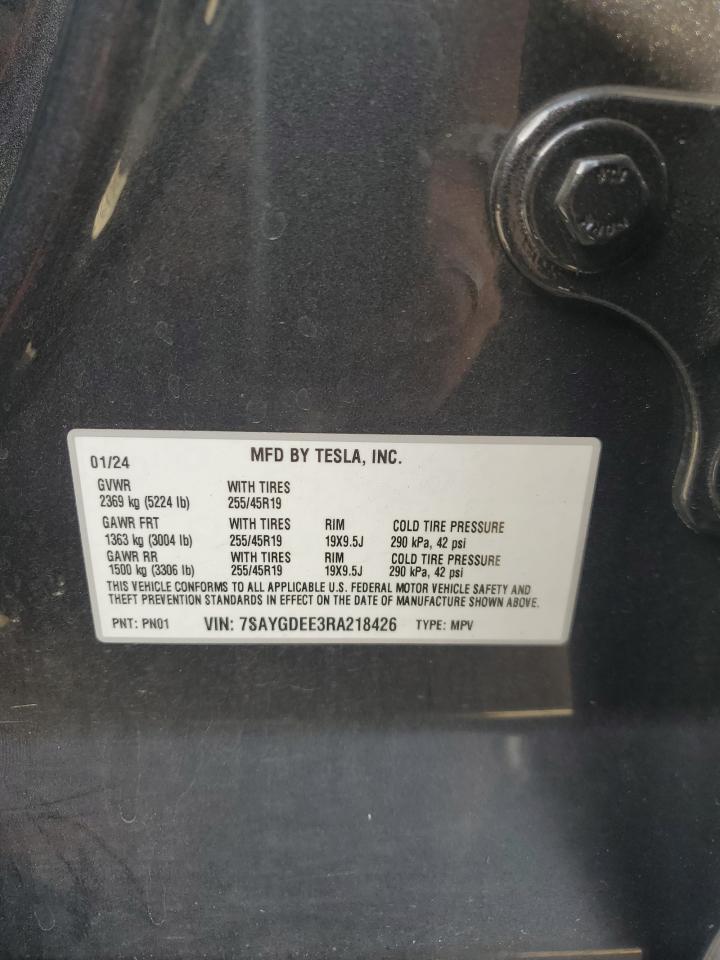 01/24 MFD BY TESLA, INC.
GVWR WITH TIRES
2369 kg (5224 lb) 255/45R19
GAWR FRT WITH TIRES RIM COLD TIRE PRESSURE
1363 kg (3004 lb) 255/45R19 19X9.5J 290 kPa, 42 psi
GAWR RR WITH TIRES RIM COLD TIRE PRESSURE
1500 kg (3306 lb) 255/45R19 19X9.5J 290 kPa, 42 psi
THIS VEHICLE CONFORMS TO ALL APPLICABLE U.S. FEDERAL MOTOR VEHICLE SAFETY AND
THEFT PREVENTION STANDARDS IN EFFECT ON THE DATE OF MANUFACTURE SHOWN ABOVE.
PNT: PN01 VIN: 7SAYGDEE3RA218426 TYPE: MPV